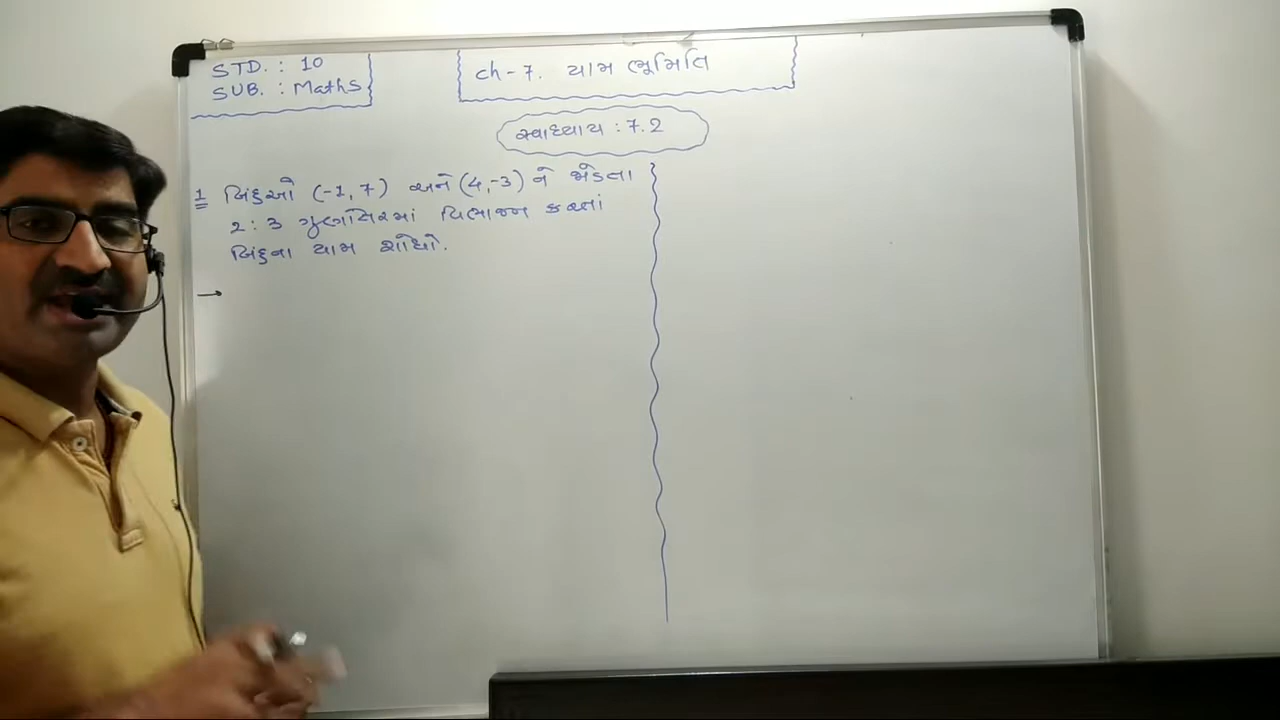 STD. : 10
SUB. : Maths
Ch-7. યામ ભૂમિતિ
સ્વાધ્યાય : 7.2
1 બિંદુઓ (-1, 7) અને (4, -3) ને જોડતા
2 : 3 ગુણોત્તરમાં વિભાજન કરતાં
બિંદુના યામ શોધો.